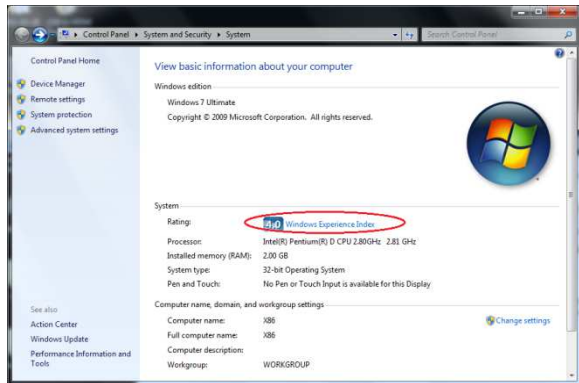 Control Panel ▸ System and Security ▸ System
Search Control Panel
Control Panel Home
Device Manager
Remote settings
System protection
Advanced system settings
See also
Action Center
Windows Update
Performance Information and
Tools
View basic information about your computer
Windows edition
Windows 7 Ultimate
Copyright © 2009 Microsoft Corporation. All rights reserved.
System
Rating: 4,0 Windows Experience Index
Processor: Intel(R) Pentium(R) D CPU 2.80GHz 2.81 GHz
Installed memory (RAM): 2.00 GB
System type: 32-bit Operating System
Pen and Touch: No Pen or Touch Input is available for this Display
Computer name, domain, and workgroup settings
Computer name: X86 Change settings
Full computer name: X86
Computer description:
Workgroup: WORKGROUP